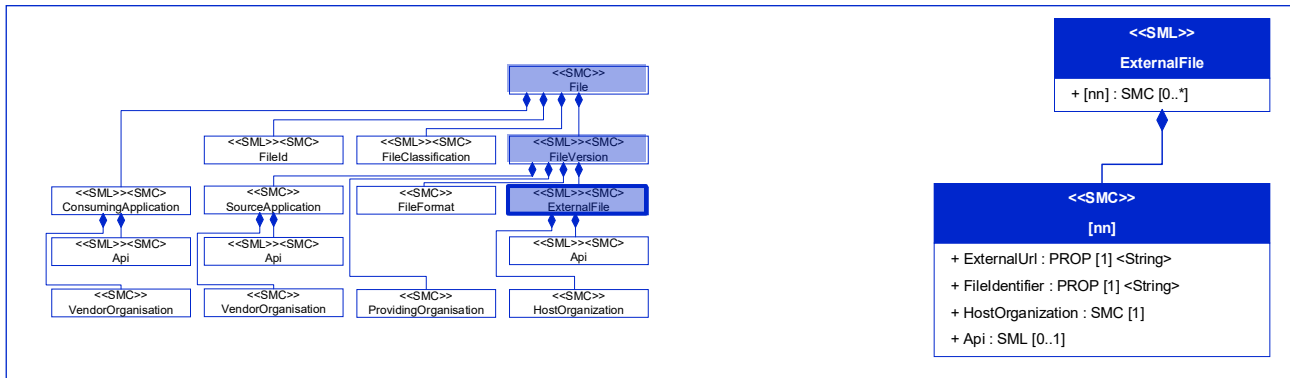 <<SMC>>
File
<<SML>><<SMC>
FileId
<<SML>><<SMC>
FileClassification
<<SML>><<SMC>
FileVersion
<<SML>><<SMC>
ConsumingApplication
<<SMC>>
SourceApplication
<<SMC>>
FileFormat
<<SML>><<SMC>
ExternalFile
<<SML>><<SMC>
Api
<<SML>><<SMC>
Api
<<SML>><<SMC>
Api
<<SMC>>
VendorOrganisation
<<SMC>>
VendorOrganisation
<<SMC>>
ProvidingOrganisation
<<SMC>>
HostOrganization
<<SML>>
ExternalFile
+ [nn] : SMC [0..*]
<<SMC>>
[nn]
+ ExternalUrl : PROP [1] <String>
+ FileIdentifier : PROP [1] <String>
+ HostOrganization : SMC [1]
+ Api : SML [0..1]